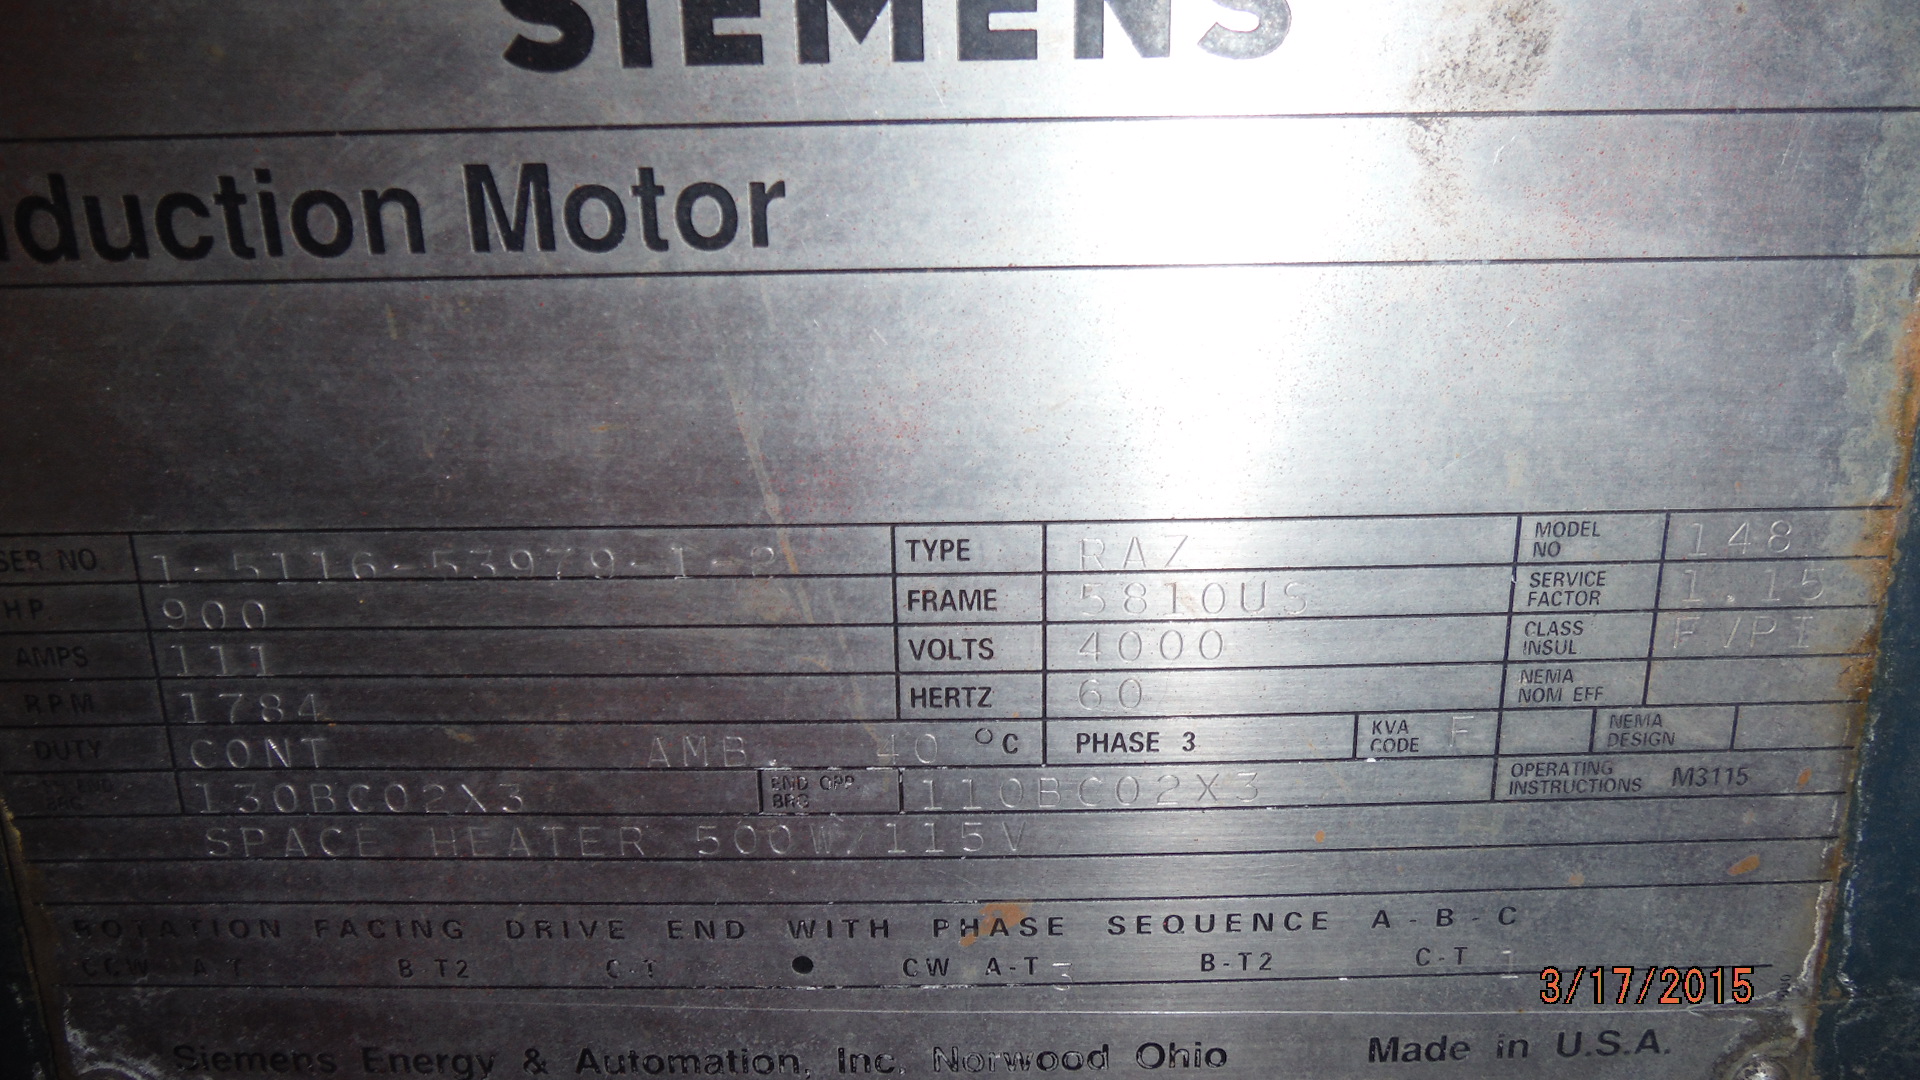 SIEMENS
nduction Motor
SER NO. 1-5116-53979-1-2 TYPE RAZ MODEL NO 148
H.P. 900 FRAME 5810US SERVICE FACTOR 1.15
AMPS 111 VOLTS 4000 CLASS INSUL F/PI
R.P.M. 1784 HERTZ 60 NEMA NOM EFF
DUTY CONT AMB. 40 °C PHASE 3 KVA CODE F NEMA DESIGN
BRG 130BC02X3 END OPP. BRG 110BC02X3 OPERATING INSTRUCTIONS M3115
SPACE HEATER 500W/115V
ROTATION FACING DRIVE END WITH PHASE SEQUENCE A-B-C
CCW A-T B-T2 C-T ● CW A-T3 B-T2 C-T1
3/17/2015
Siemens Energy & Automation, Inc. Norwood Ohio Made in U.S.A.